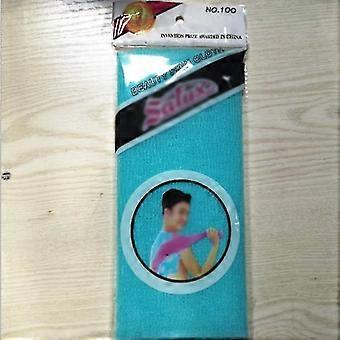 NO.100
INVENTION PRIZE AWARDED IN CHINA
BEAUTY SKIN CLOTH
Salux